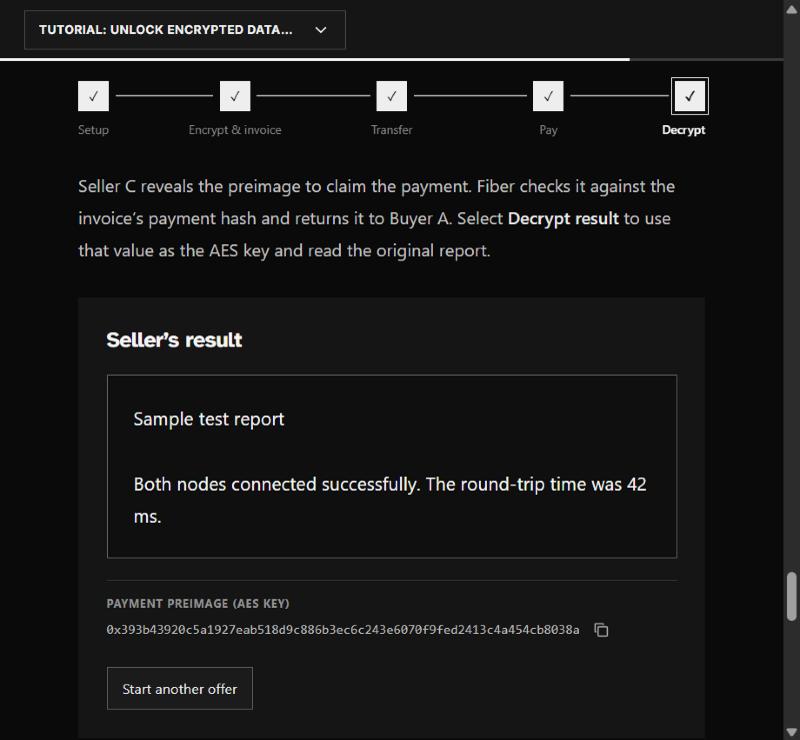 TUTORIAL: UNLOCK ENCRYPTED DATA...
Setup
Encrypt & invoice
Transfer
Pay
Decrypt
Seller C reveals the preimage to claim the payment. Fiber checks it against the
invoice’s payment hash and returns it to Buyer A. Select Decrypt result to use
that value as the AES key and read the original report.
Seller’s result
Sample test report
Both nodes connected successfully. The round-trip time was 42
ms.
PAYMENT PREIMAGE (AES KEY)
0x393b43920c5a1927eab518d9c886b3ec6c243e6070f9fed2413c4a454cb8038a
Start another offer